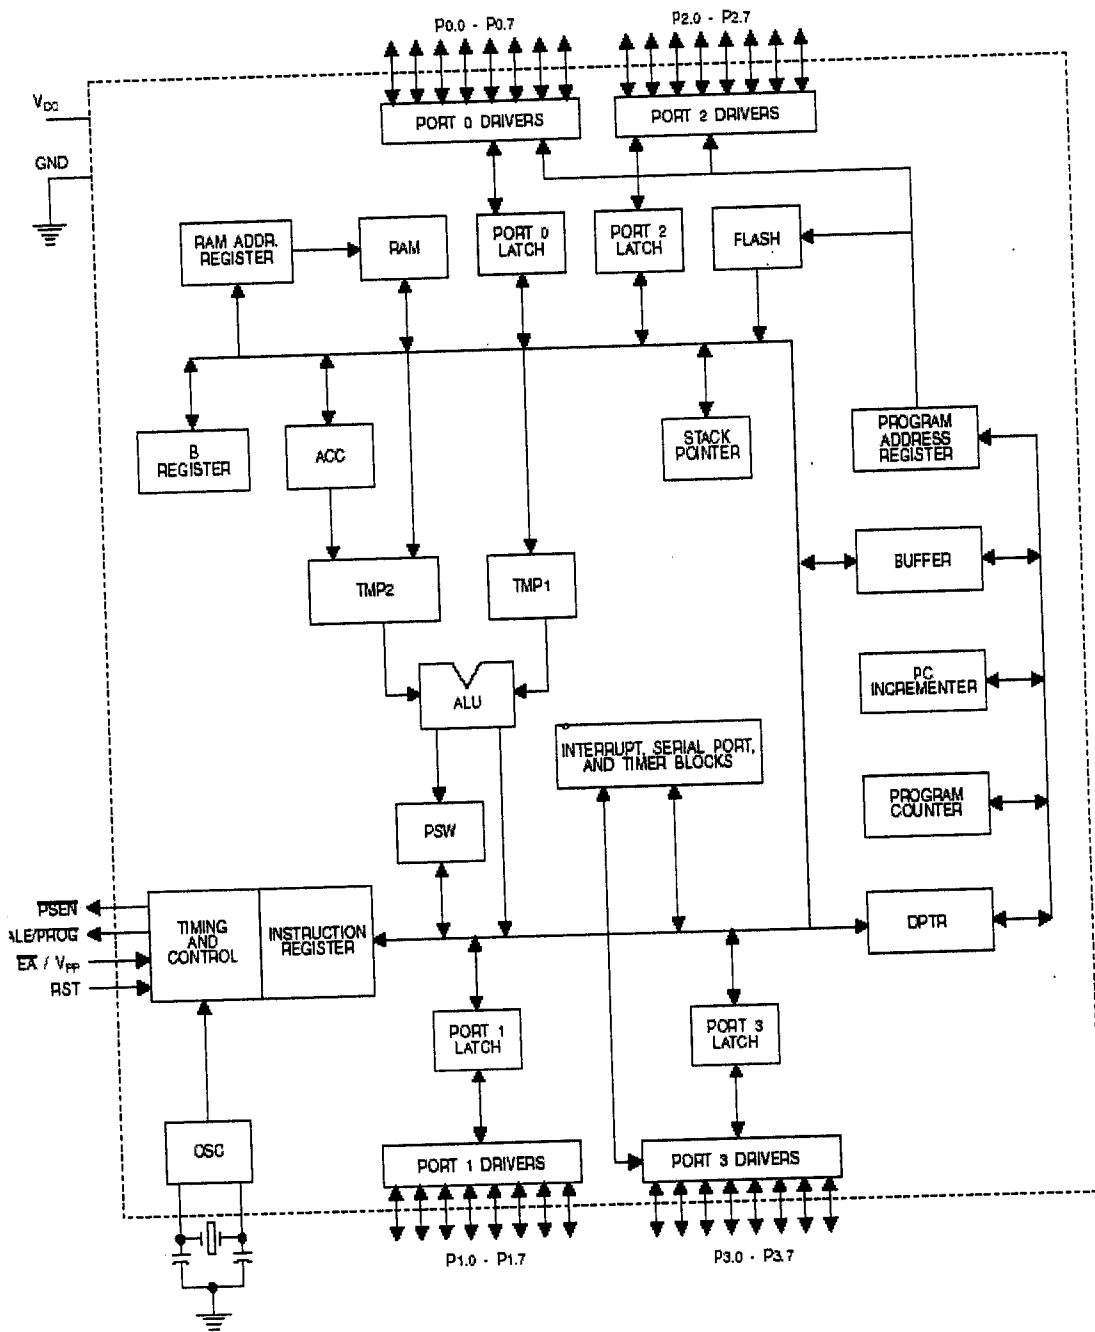 P0.0 - P0.7
P2.0 - P2.7
VCC
PORT 0 DRIVERS
PORT 2 DRIVERS
GND
RAM ADDR.
REGISTER
RAM
PORT 0
LATCH
PORT 2
LATCH
FLASH
B
REGISTER
ACC
STACK
POINTER
PROGRAM
ADDRESS
REGISTER
TMP2
TMP1
BUFFER
ALU
PC
INCREMENTER
INTERRUPT, SERIAL PORT,
AND TIMER BLOCKS
PSW
PROGRAM
COUNTER
PSEN
ALE/PROG
EA / VPP
RST
TIMING
AND
CONTROL
INSTRUCTION
REGISTER
DPTR
PORT 1
LATCH
PORT 3
LATCH
OSC
PORT 1 DRIVERS
PORT 3 DRIVERS
P1.0 - P1.7
P3.0 - P3.7